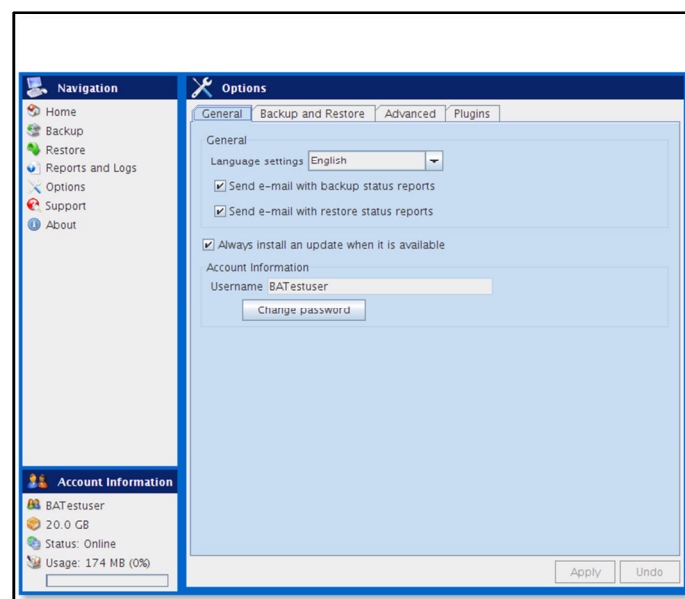 Navigation
Home
Backup
Restore
Reports and Logs
Options
Support
About
Account Information
BATestuser
20.0 GB
Status: Online
Usage: 174 MB (0%)
Options
General Backup and Restore Advanced Plugins
General
Language settings English
Send e-mail with backup status reports
Send e-mail with restore status reports
Always install an update when it is available
Account Information
Username BATestuser
Change password
Apply Undo